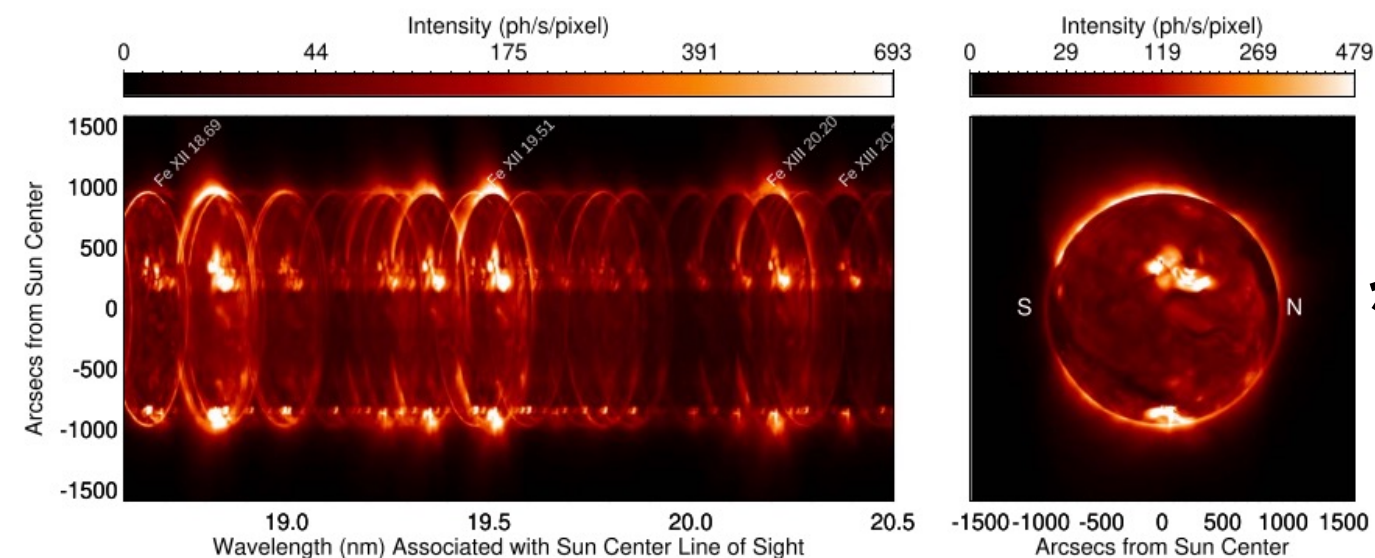 Intensity (ph/s/pixel)
0 44 175 391 693
1500
1000
500
0
-500
-1000
-1500
Arcsecs from Sun Center
Fe XII 18.69
Fe XII 19.51
Fe XIII 20.20
Fe XIII 20.
19.0 19.5 20.0 20.5
Wavelength (nm) Associated with Sun Center Line of Sight
Intensity (ph/s/pixel)
0 29 119 269 479
S N
-1500 -1000 -500 0 500 1000 1500
Arcsecs from Sun Center